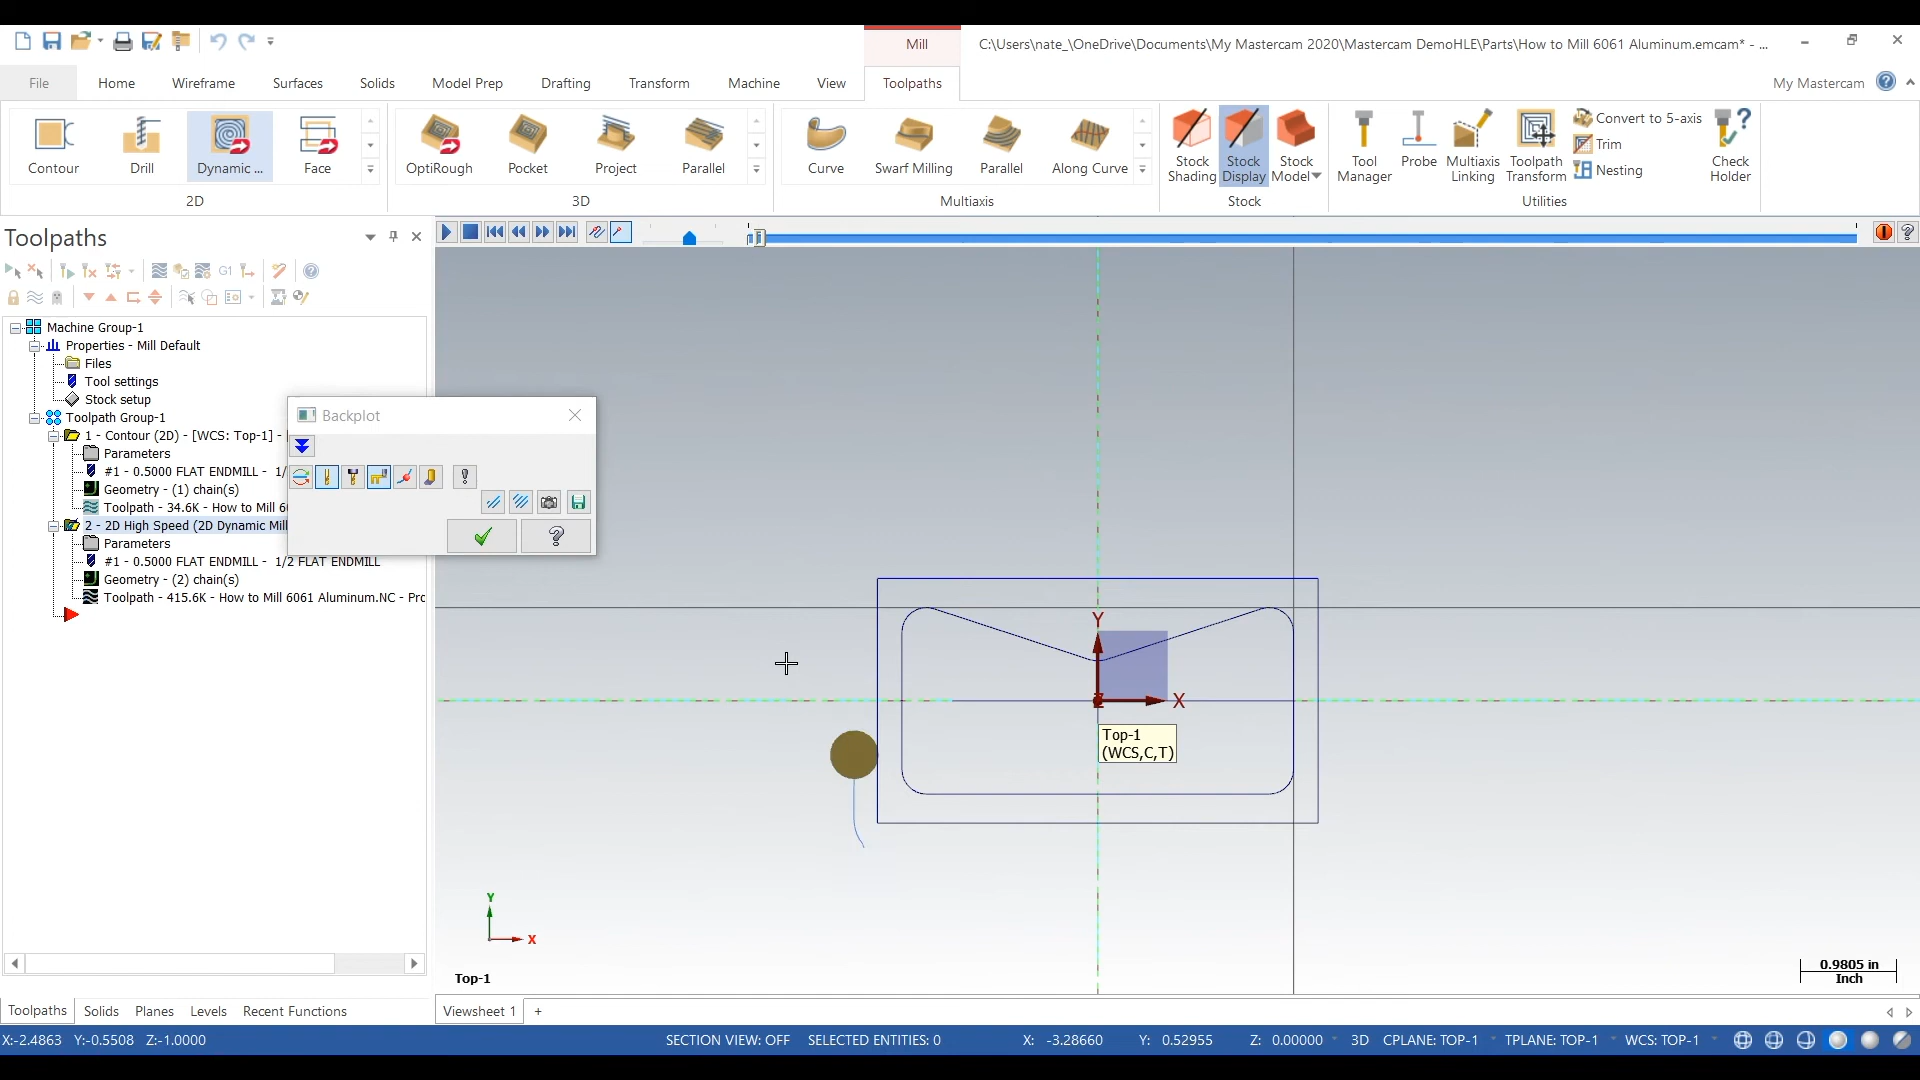 Mill
C:\Users\nate_\OneDrive\Documents\My Mastercam 2020\Mastercam DemoHLE\Parts\How to Mill 6061 Aluminum.emcam* - ...
File Home Wireframe Surfaces Solids Model Prep Drafting Transform Machine View Toolpaths My Mastercam
Contour Drill Dynamic ... Face
2D
OptiRough Pocket Project Parallel
3D
Curve Swarf Milling Parallel Along Curve
Multiaxis
Stock Shading
Stock Display
Stock Model
Stock
Tool Manager
Probe
Multiaxis Linking
Toolpath Transform
Convert to 5-axis
Trim
Nesting
Check Holder
Utilities
Toolpaths
G1
Machine Group-1
Properties - Mill Default
Files
Tool settings
Stock setup
Toolpath Group-1
1 - Contour (2D) - [WCS: Top-1] -
Parameters
#1 - 0.5000 FLAT ENDMILL - 1/
Geometry - (1) chain(s)
Toolpath - 34.6K - How to Mill 6
2 - 2D High Speed (2D Dynamic Mill
Parameters
#1 - 0.5000 FLAT ENDMILL - 1/2 FLAT ENDMILL
Geometry - (2) chain(s)
Toolpath - 415.6K - How to Mill 6061 Aluminum.NC - Pro
Backplot
Y
X
Z
Top-1
(WCS,C,T)
Y
X
Top-1
0.9805 in
Inch
Toolpaths Solids Planes Levels Recent Functions
Viewsheet 1 +
X:-2.4863 Y:-0.5508 Z:-1.0000 SECTION VIEW: OFF SELECTED ENTITIES: 0 X: -3.28660 Y: 0.52955 Z: 0.00000 3D CPLANE: TOP-1 TPLANE: TOP-1 WCS: TOP-1